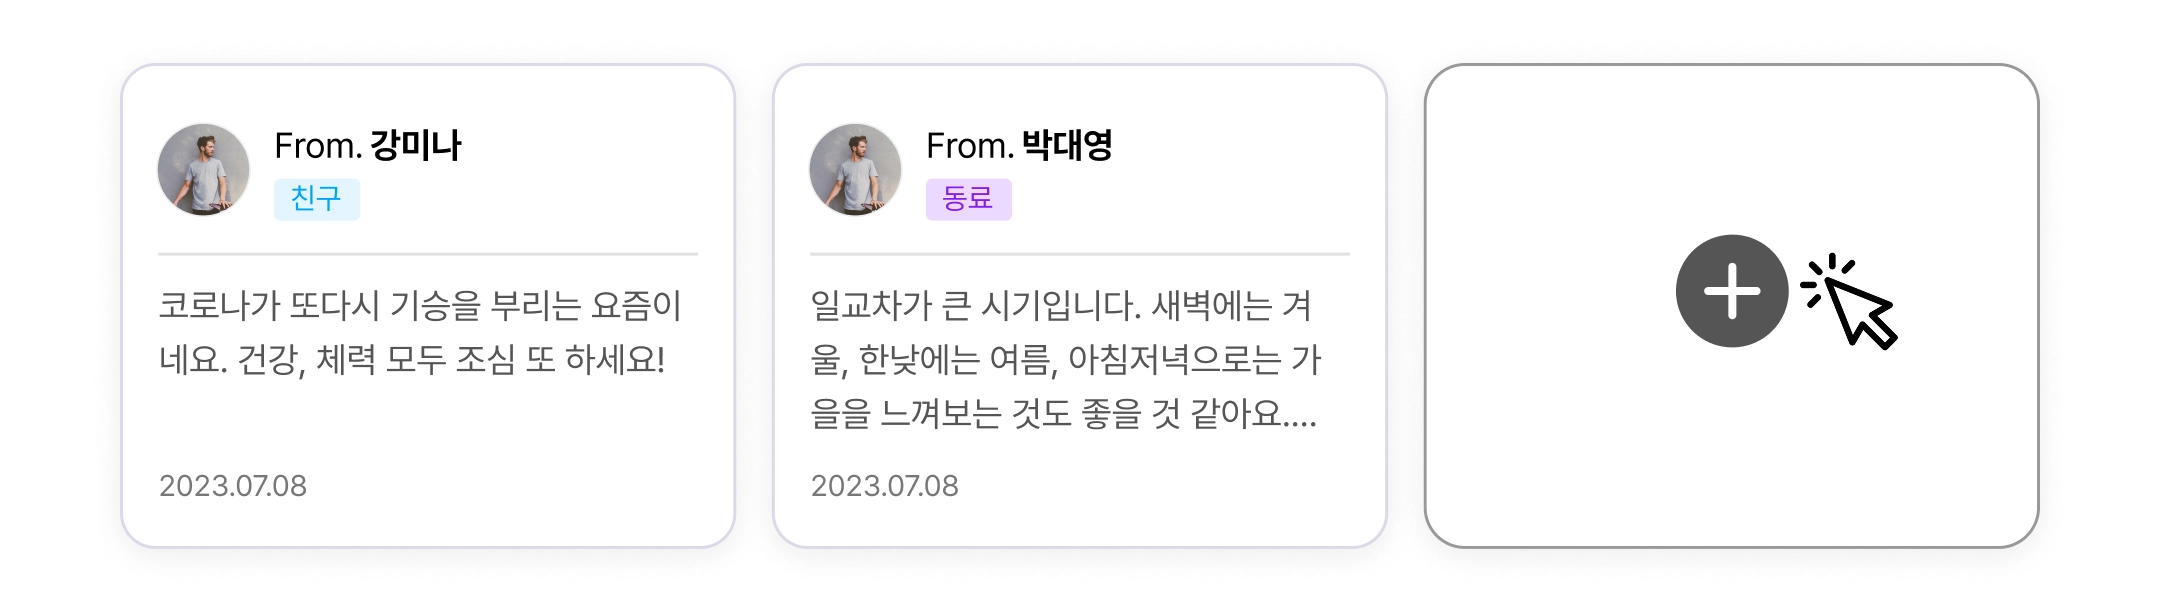 From. 강미나
친구
코로나가 또다시 기승을 부리는 요즘이
네요. 건강, 체력 모두 조심 또 하세요!
2023.07.08
From. 박대영
동료
일교차가 큰 시기입니다. 새벽에는 겨
울, 한낮에는 여름, 아침저녁으로는 가
을을 느껴보는 것도 좋을 것 같아요....
2023.07.08